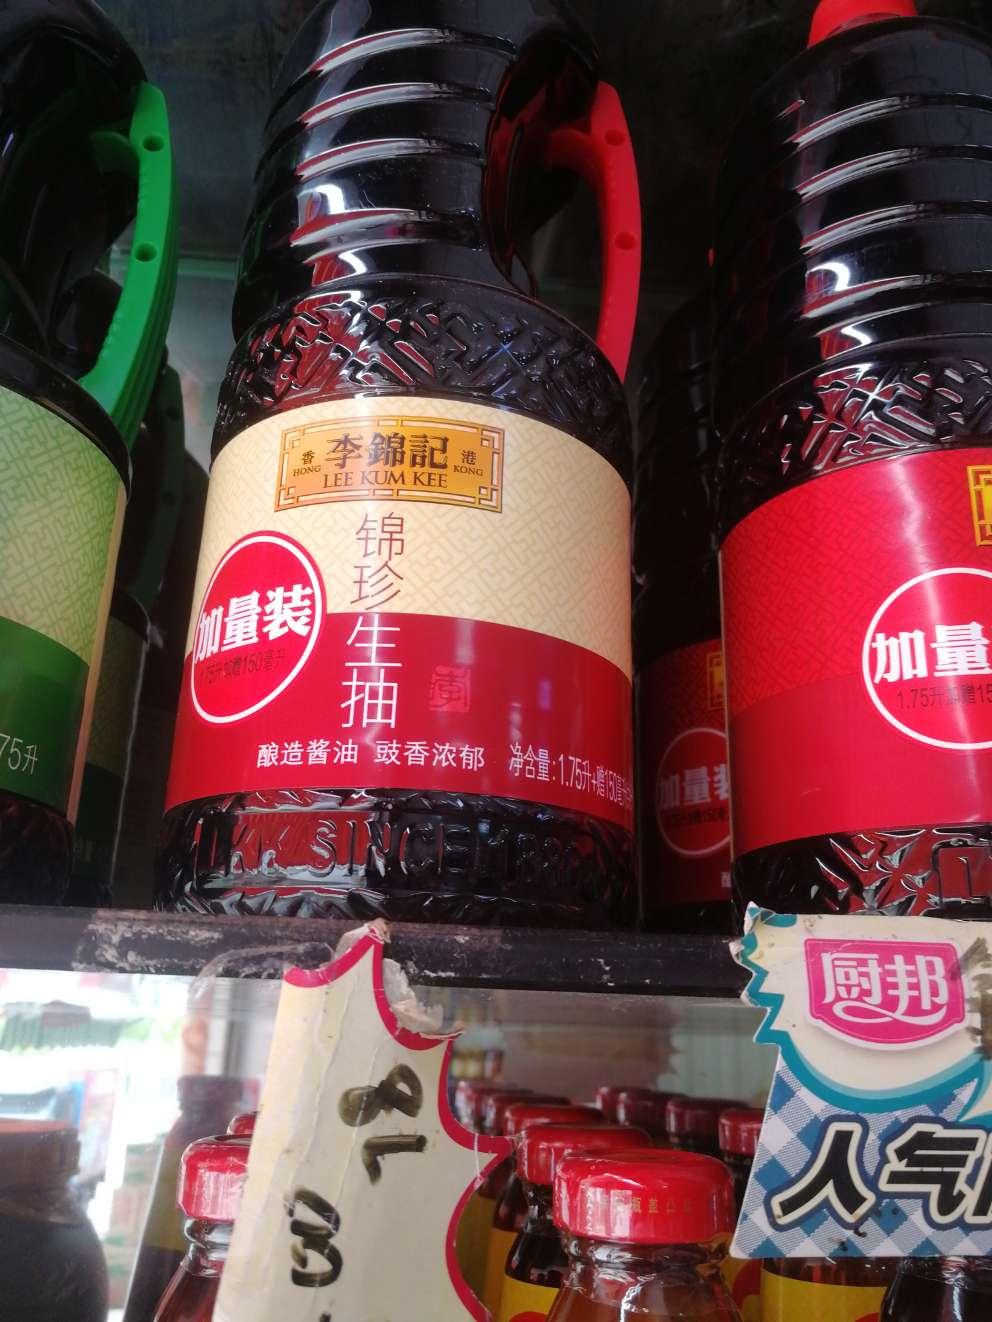 香 李錦記 港
HONG LEE KUM KEE KONG
锦珍生抽
加量装
1.75升加赠150毫升
李
酿造酱油 豉香浓郁
净含量:1.75升+赠150毫升
LKK SINCE 1888
75升
加量
1.75升加赠15
加量装
厨邦
人气
瓶盖